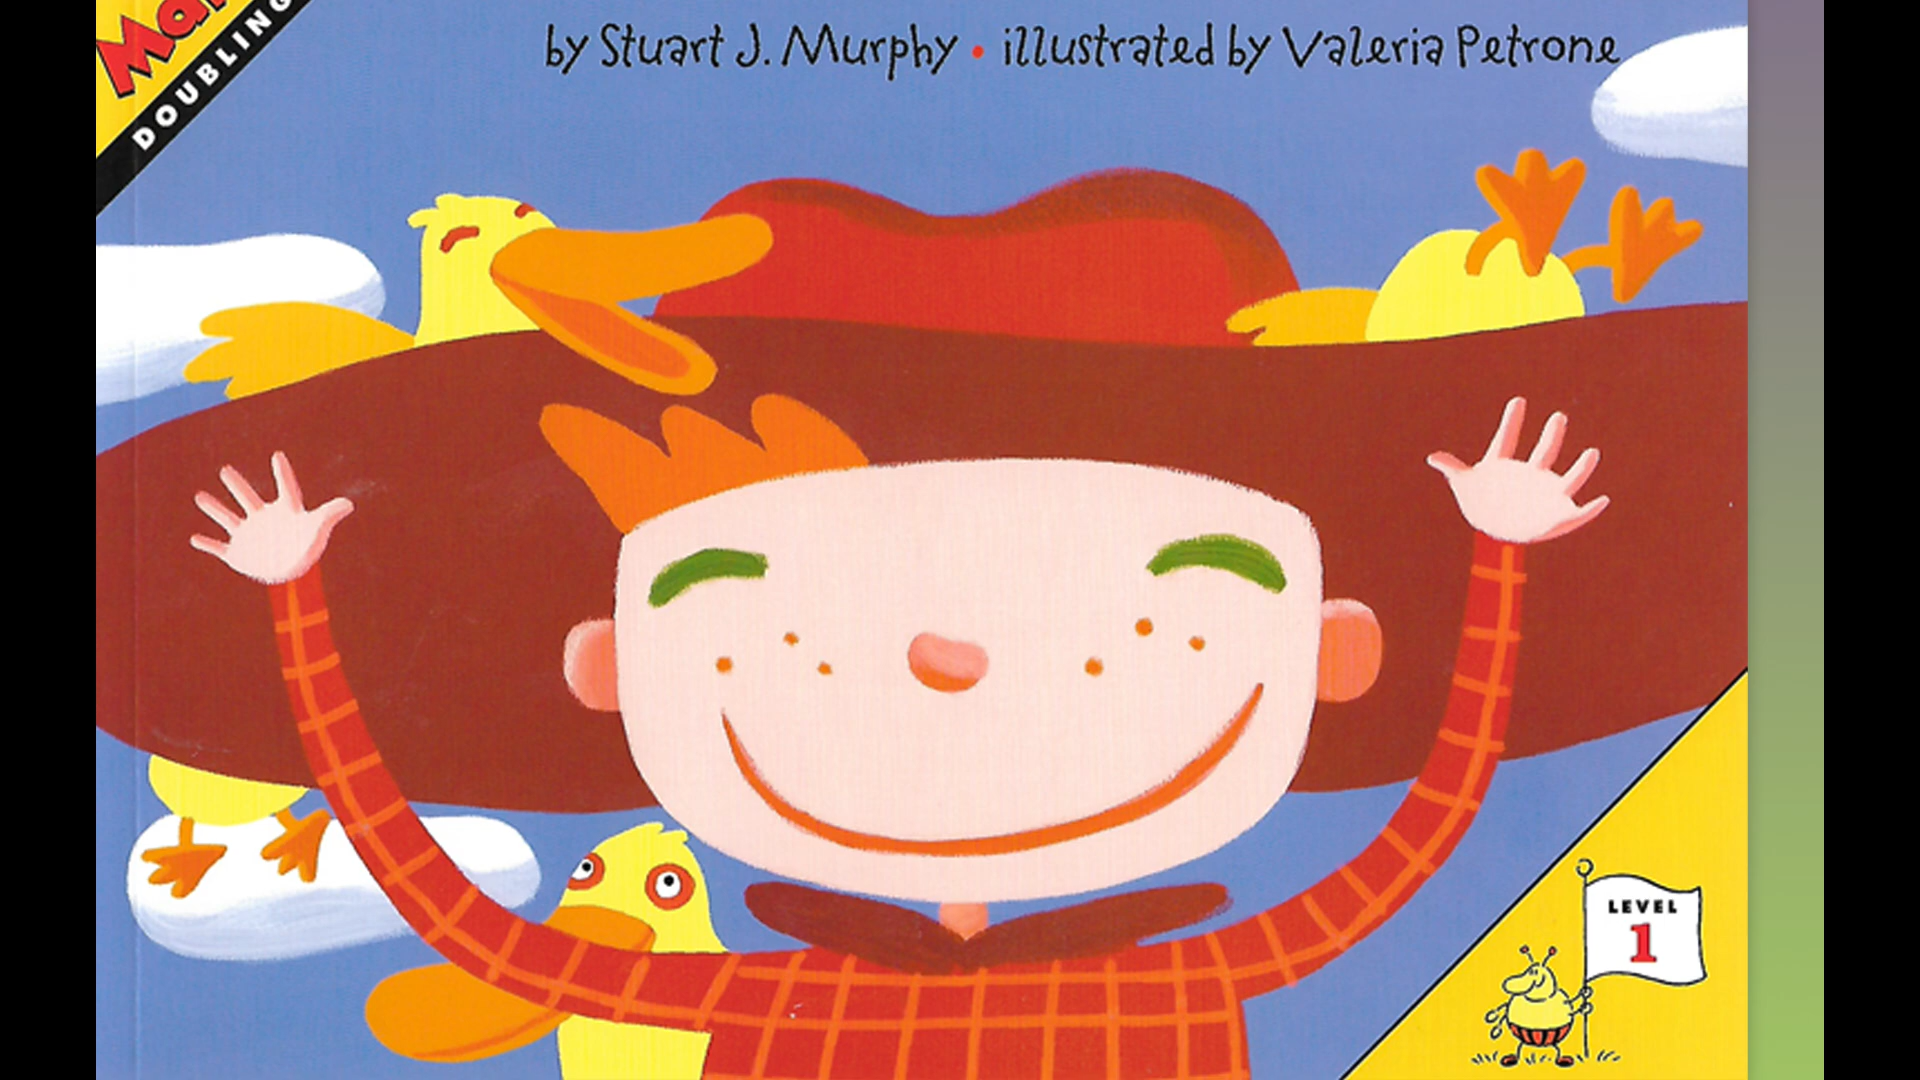 DOUBLING
by Stuart J. Murphy • illustrated by Valeria Petrone
LEVEL
1